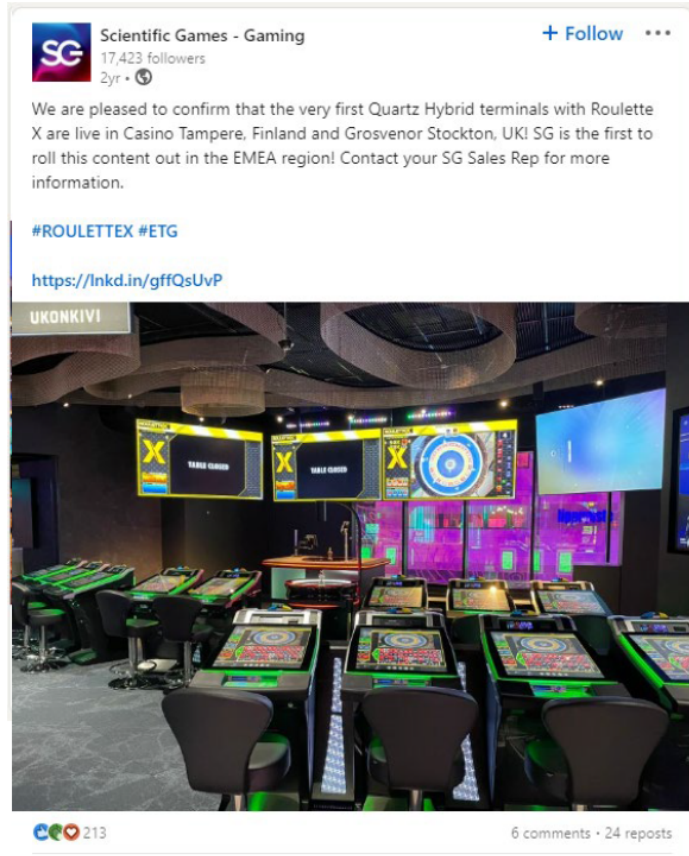 SG
Scientific Games - Gaming
17,423 followers
2yr •
+ Follow •••
We are pleased to confirm that the very first Quartz Hybrid terminals with Roulette
X are live in Casino Tampere, Finland and Grosvenor Stockton, UK! SG is the first to
roll this content out in the EMEA region! Contact your SG Sales Rep for more
information.
#ROULETTEX #ETG
https://lnkd.in/gffQsUvP
UKONKIVI
X
TABLE CLOSED
X
TABLE CLOSED
X
213
6 comments • 24 reposts